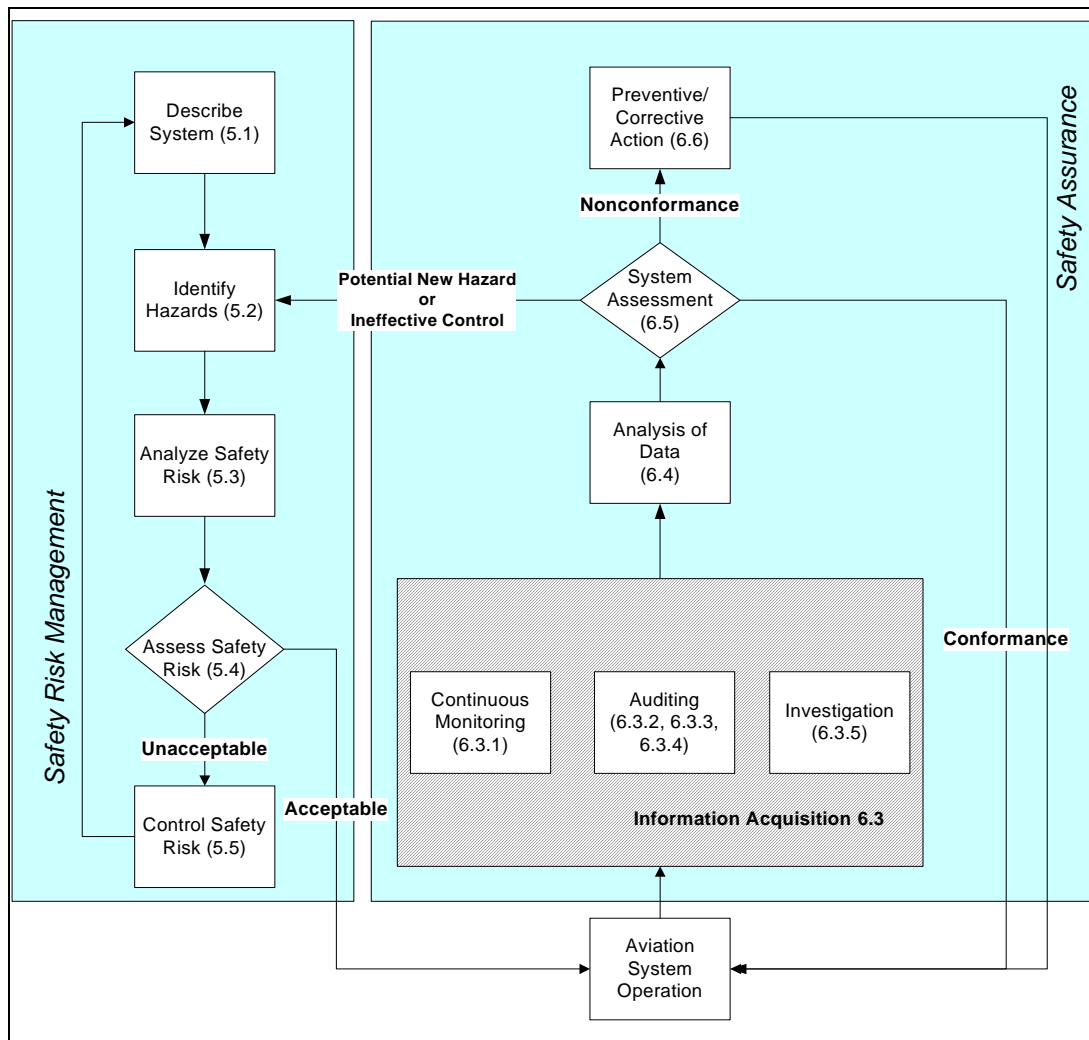 Safety Risk Management
Describe
System (5.1)
Identify
Hazards (5.2)
Analyze Safety
Risk (5.3)
Assess Safety
Risk (5.4)
Unacceptable
Control Safety
Risk (5.5)
Acceptable
Potential New Hazard
or
Ineffective Control
Safety Assurance
Preventive/
Corrective
Action (6.6)
Nonconformance
System
Assessment
(6.5)
Analysis of
Data
(6.4)
Conformance
Continuous
Monitoring
(6.3.1)
Auditing
(6.3.2, 6.3.3,
6.3.4)
Investigation
(6.3.5)
Information Acquisition 6.3
Aviation
System
Operation